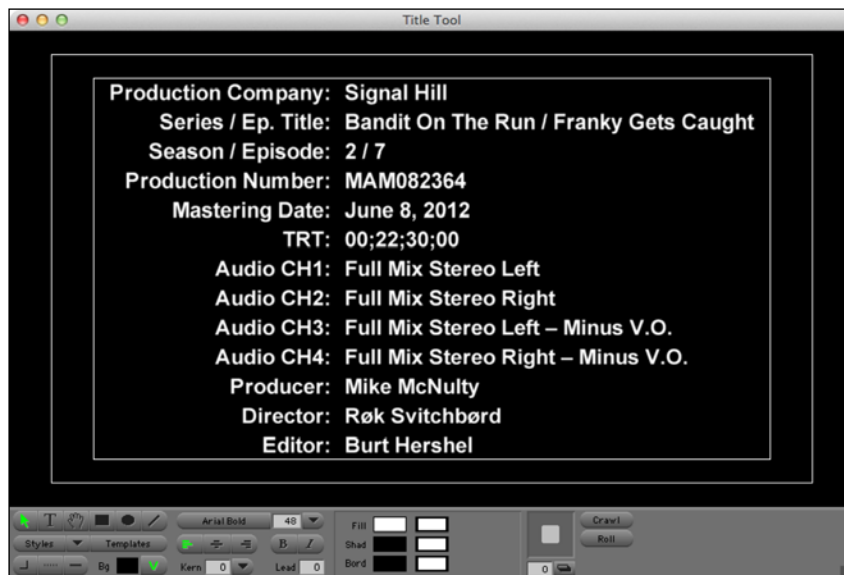 Title Tool
Production Company: Signal Hill
Series / Ep. Title: Bandit On The Run / Franky Gets Caught
Season / Episode: 2 / 7
Production Number: MAM082364
Mastering Date: June 8, 2012
TRT: 00;22;30;00
Audio CH1: Full Mix Stereo Left
Audio CH2: Full Mix Stereo Right
Audio CH3: Full Mix Stereo Left – Minus V.O.
Audio CH4: Full Mix Stereo Right – Minus V.O.
Producer: Mike McNulty
Director: Røk Svitchbørd
Editor: Burt Hershel
T Arial Bold 48 Fill Crawl
Styles Templates B I Shad Roll
Bg V Kern 0 Lead 0 Bord 0